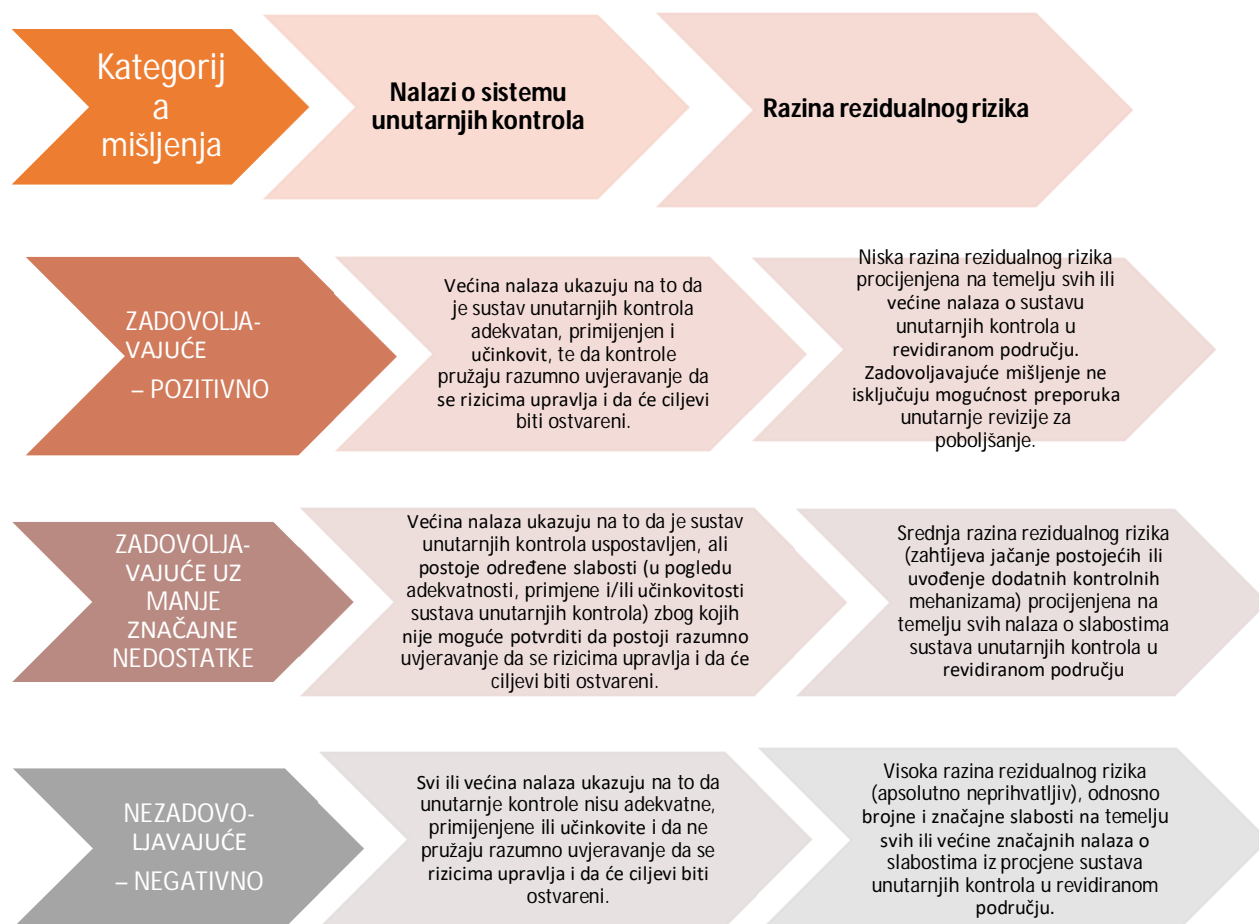 Kategorij
a
mišljenja
Nalazi o sistemu
unutarnjih kontrola
Razina rezidualnog rizika
ZADOVOLJA-
VAJUĆE
– POZITIVNO
Većina nalaza ukazuju na to da
je sustav unutarnjih kontrola
adekvatan, primijenjen i
učinkovit, te da kontrole
pružaju razumno uvjeravanje da
se rizicima upravlja i da će ciljevi
biti ostvareni.
Niska razina rezidualnog rizika
procijenjena na temelju svih ili
većine nalaza o sustavu
unutarnjih kontrola u
revidiranom području.
Zadovoljavajuće mišljenje ne
isključuju mogućnost preporuka
unutarnje revizije za
poboljšanje.
ZADOVOLJA-
VAJUĆE UZ
MANJE
ZNAČAJNE
NEDOSTATKE
Većina nalaza ukazuju na to da je sustav
unutarnjih kontrola uspostavljen, ali
postoje određene slabosti (u pogledu
adekvatnosti, primjene i/ili učinkovitosti
sustava unutarnjih kontrola) zbog kojih
nije moguće potvrditi da postoji razumno
uvjeravanje da se rizicima upravlja i da će
ciljevi biti ostvareni.
Srednja razina rezidualnog rizika
(zahtijeva jačanje postojećih ili
uvođenje dodatnih kontrolnih
mehanizama) procijenjena na
temelju svih nalaza o slabostima
sustava unutarnjih kontrola u
revidiranom području
NEZADOVO-
LJAVAJUĆE
– NEGATIVNO
Svi ili većina nalaza ukazuju na to da
unutarnje kontrole nisu adekvatne,
primijenjene ili učinkovite i da ne
pružaju razumno uvjeravanje da se
rizicima upravlja i da će ciljevi biti
ostvareni.
Visoka razina rezidualnog rizika
(apsolutno neprihvatljiv), odnosno
brojne i značajne slabosti na temelju
svih ili većine značajnih nalaza o
slabostima iz procjene sustava
unutarnjih kontrola u revidiranom
području.